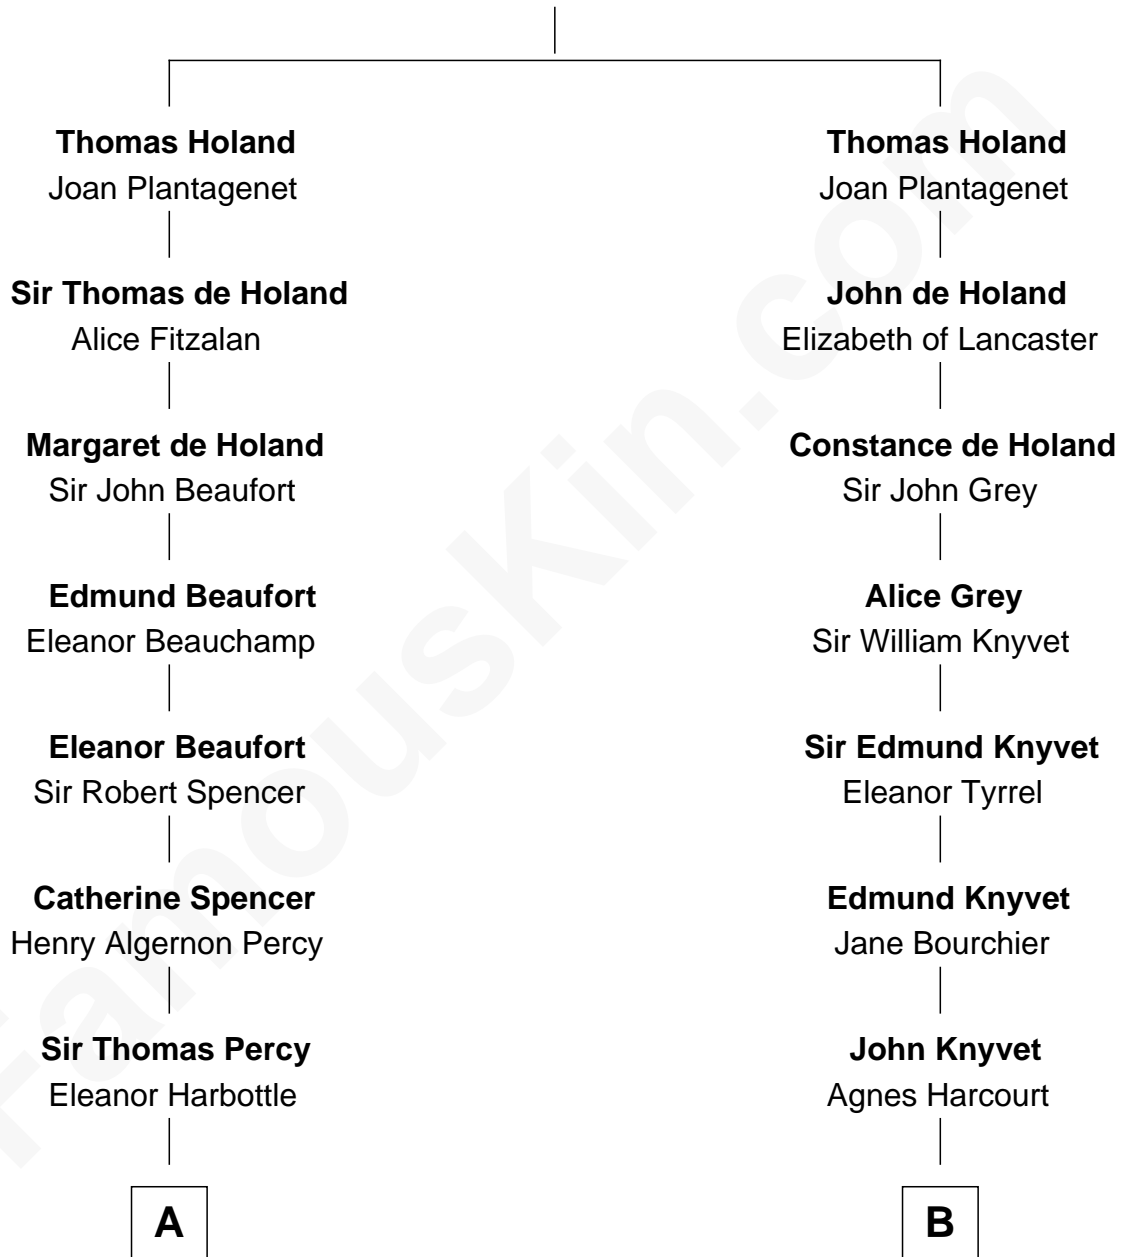 Thomas Holand
Joan Plantagenet
Sir Thomas de Holand
Alice Fitzalan
Margaret de Holand
Sir John Beaufort
Edmund Beaufort
Eleanor Beauchamp
Eleanor Beaufort
Sir Robert Spencer
Catherine Spencer
Henry Algernon Percy
Sir Thomas Percy
Eleanor Harbottle
A
Thomas Holand
Joan Plantagenet
John de Holand
Elizabeth of Lancaster
Constance de Holand
Sir John Grey
Alice Grey
Sir William Knyvet
Sir Edmund Knyvet
Eleanor Tyrrel
Edmund Knyvet
Jane Bourchier
John Knyvet
Agnes Harcourt
B
FamousKin.com